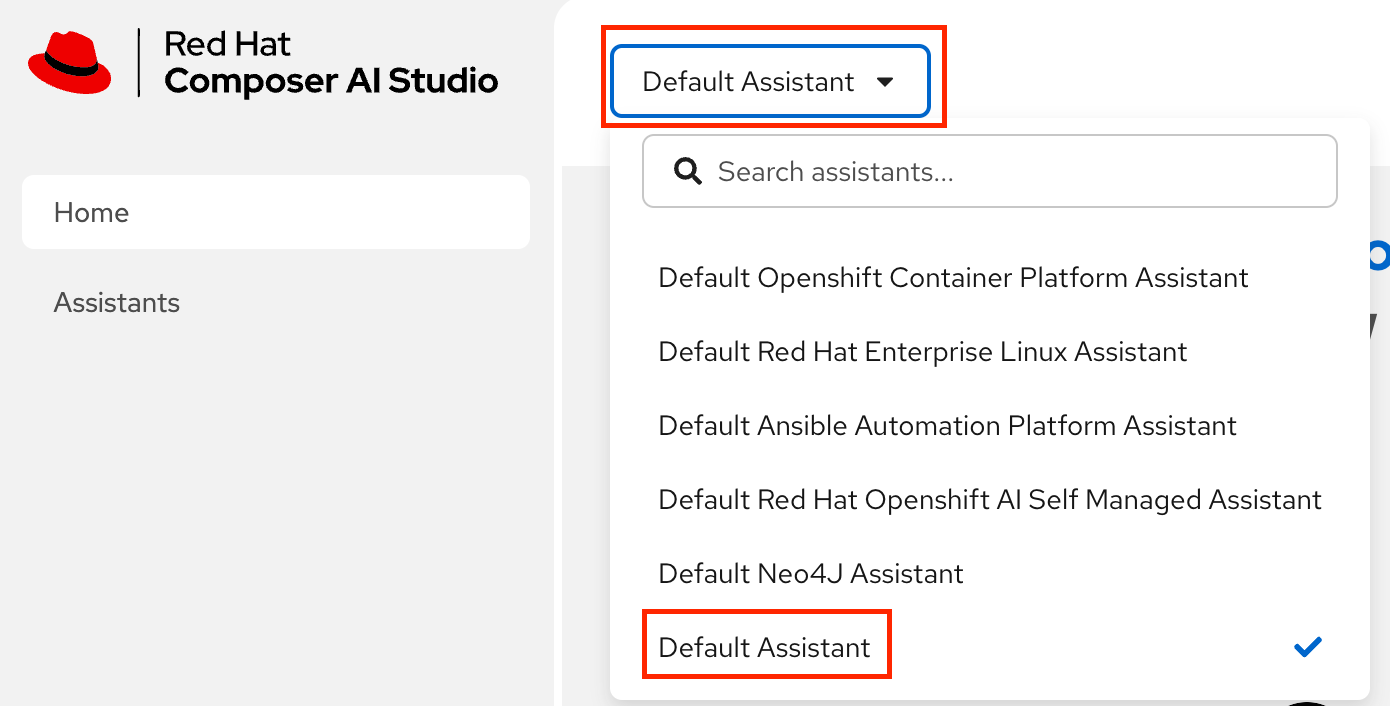 Red Hat
Composer AI Studio
Home
Assistants
Default Assistant
Search assistants...
Default Openshift Container Platform Assistant
Default Red Hat Enterprise Linux Assistant
Default Ansible Automation Platform Assistant
Default Red Hat Openshift AI Self Managed Assistant
Default Neo4J Assistant
Default Assistant